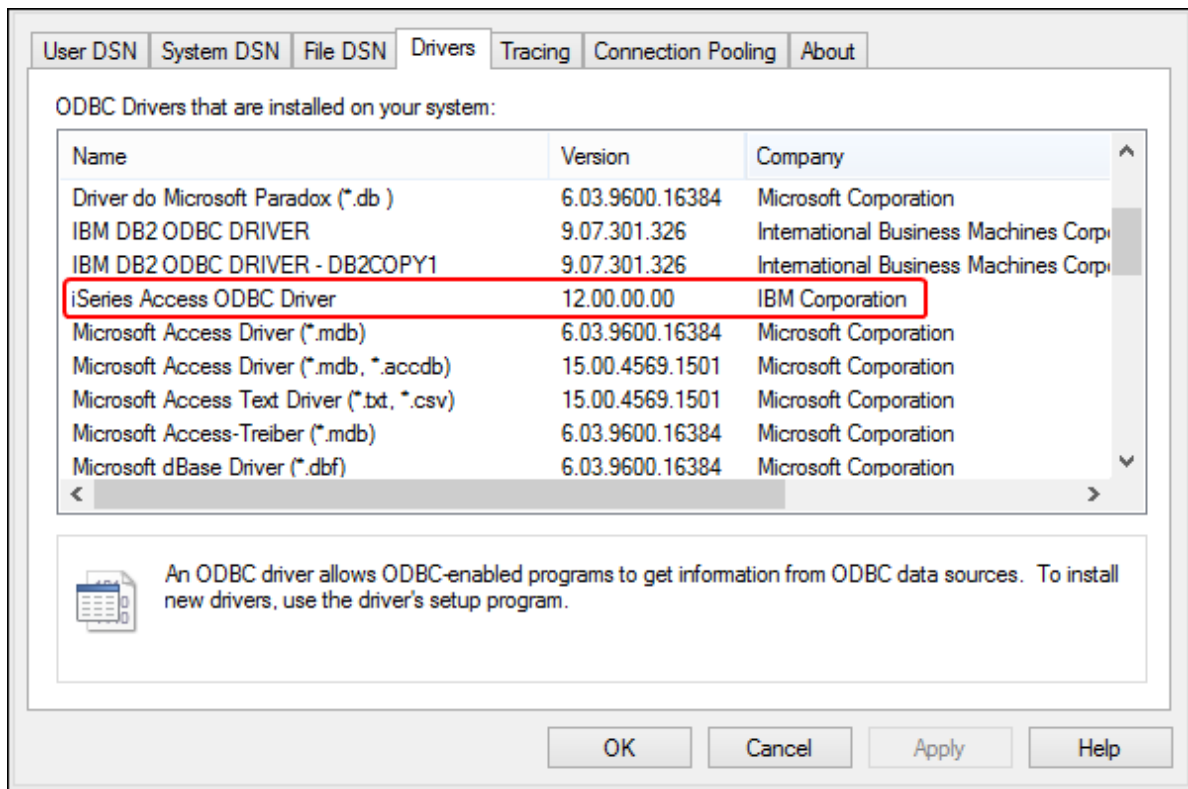 User DSN System DSN File DSN Drivers Tracing Connection Pooling About
ODBC Drivers that are installed on your system:
Name Version Company
Driver do Microsoft Paradox (*.db ) 6.03.9600.16384 Microsoft Corporation
IBM DB2 ODBC DRIVER 9.07.301.326 International Business Machines Corp
IBM DB2 ODBC DRIVER - DB2COPY1 9.07.301.326 International Business Machines Corp
iSeries Access ODBC Driver 12.00.00.00 IBM Corporation
Microsoft Access Driver (*.mdb) 6.03.9600.16384 Microsoft Corporation
Microsoft Access Driver (*.mdb, *.accdb) 15.00.4569.1501 Microsoft Corporation
Microsoft Access Text Driver (*.txt, *.csv) 15.00.4569.1501 Microsoft Corporation
Microsoft Access-Treiber (*.mdb) 6.03.9600.16384 Microsoft Corporation
Microsoft dBase Driver (*.dbf) 6.03.9600.16384 Microsoft Corporation
An ODBC driver allows ODBC-enabled programs to get information from ODBC data sources.  To install
new drivers, use the driver's setup program.
OK Cancel Apply Help